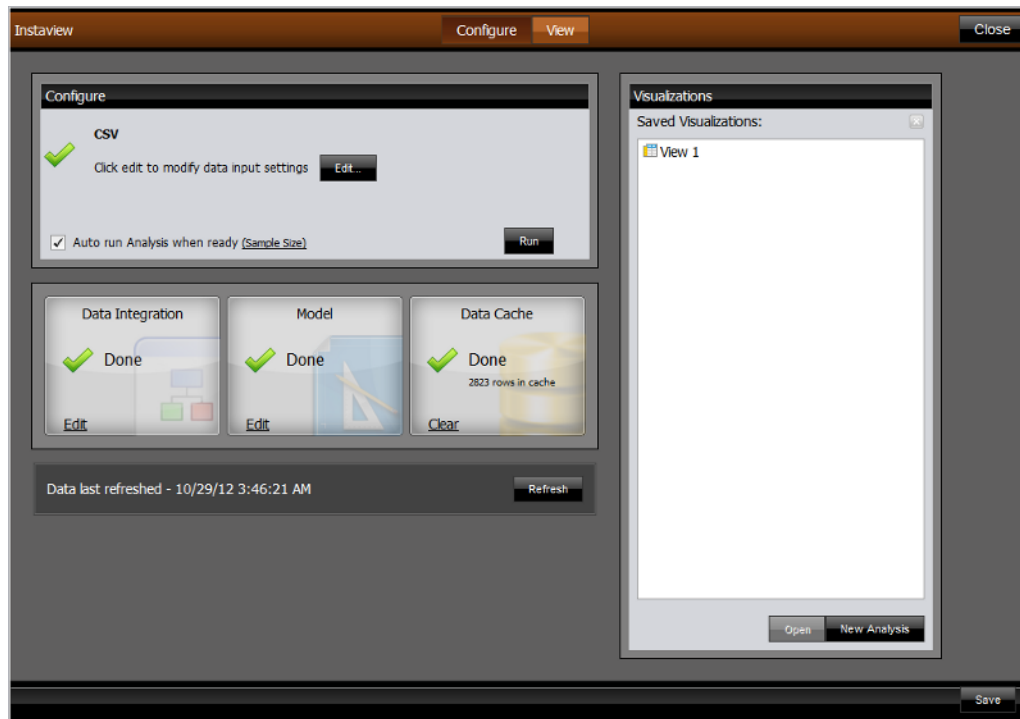 Instaview
Configure View
Close
Configure
CSV
Click edit to modify data input settings Edit...
Auto run Analysis when ready (Sample Size)
Run
Data Integration
Done
Edit
Model
Done
Edit
Data Cache
Done
2823 rows in cache
Clear
Data last refreshed - 10/29/12 3:46:21 AM
Refresh
Visualizations
Saved Visualizations:
View 1
Open New Analysis
Save